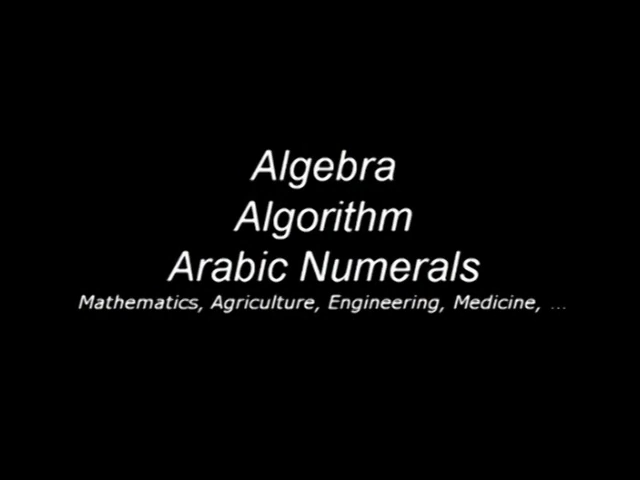 Algebra
Algorithm
Arabic Numerals
Mathematics, Agriculture, Engineering, Medicine, ...